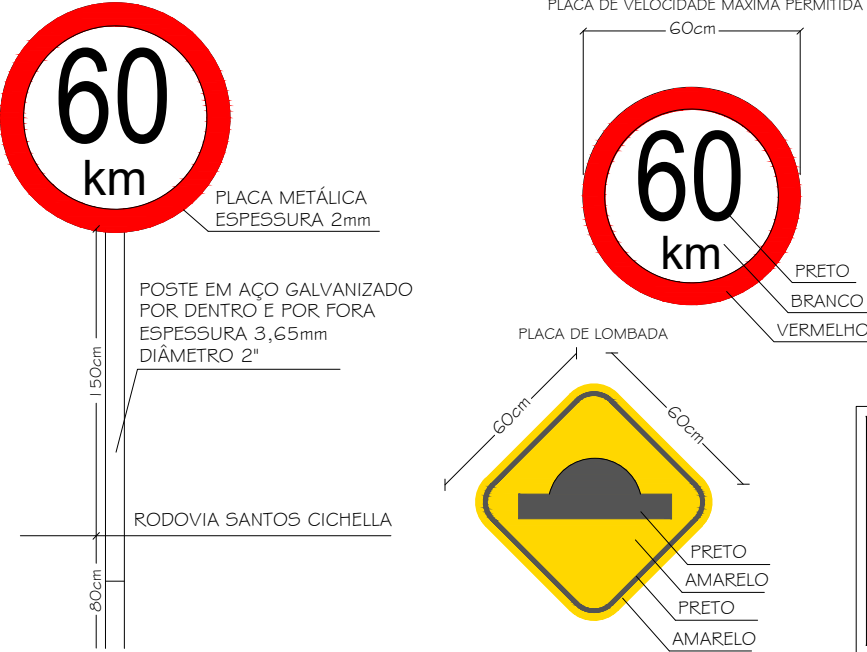 60
km
PLACA METÁLICA
ESPESSURA 2mm
POSTE EM AÇO GALVANIZADO
POR DENTRO E POR FORA
ESPESSURA 3,65mm
DIÂMETRO 2"
150cm
RODOVIA SANTOS CICHELLA
80cm
PLACA DE VELOCIDADE MÁXIMA PERMITIDA
60cm
60
km
PRETO
BRANCO
VERMELHO
PLACA DE LOMBADA
60cm
60cm
PRETO
AMARELO
PRETO
AMARELO